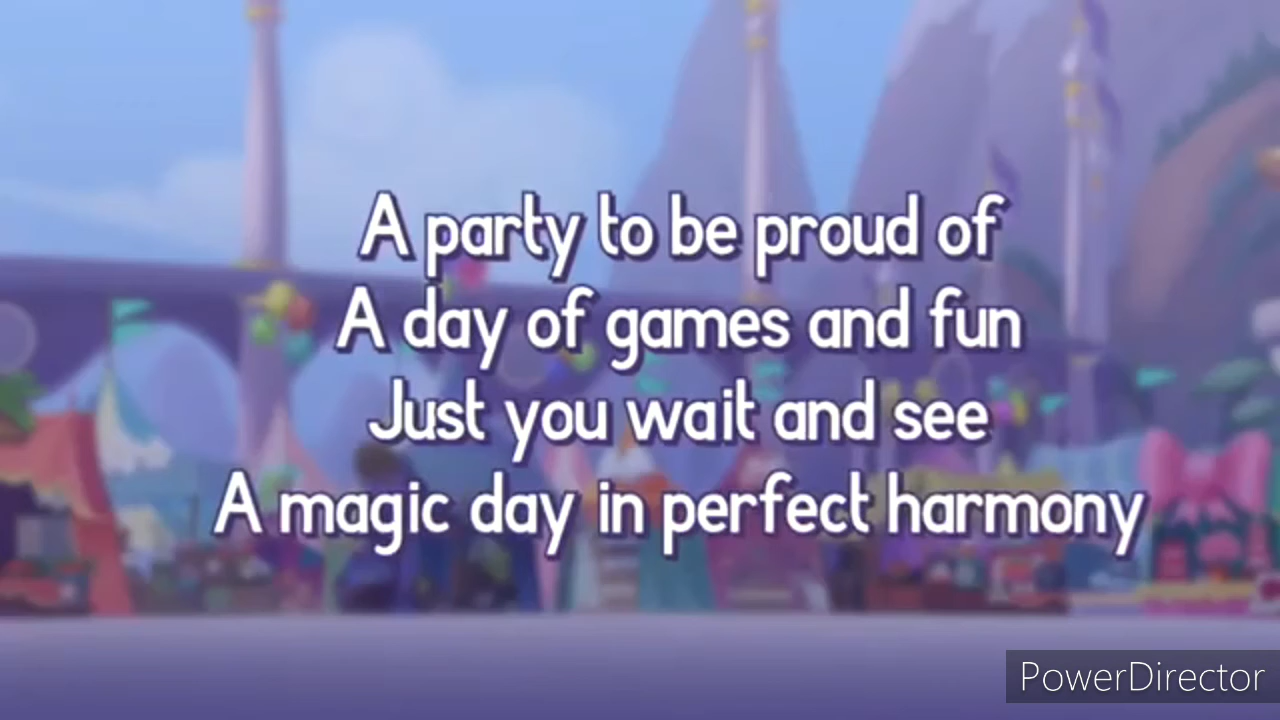 A party to be proud of
A day of games and fun
Just you wait and see
A magic day in perfect harmony
PowerDirector